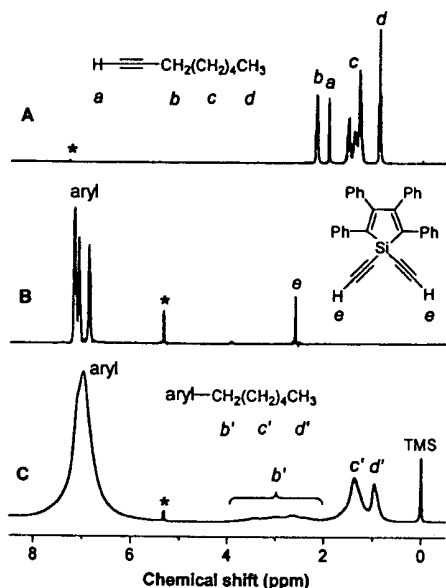 d
H CH₂(CH₂)₄CH₃ c
a b c d b a
A *
aryl
Ph Ph
Ph Ph
Si
B * e H H
e e
aryl
aryl—CH₂(CH₂)₄CH₃
b' c' d' TMS
b' c' d'
C *
8 6 4 2 0
Chemical shift (ppm)